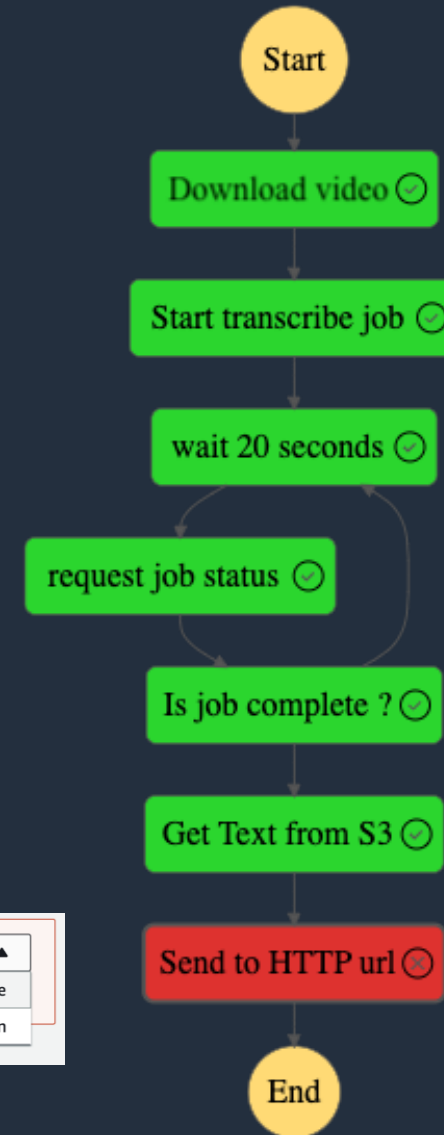 Start
Download video
Start transcribe job
wait 20 seconds
request job status
Is job complete ?
Get Text from S3
Send to HTTP url
End